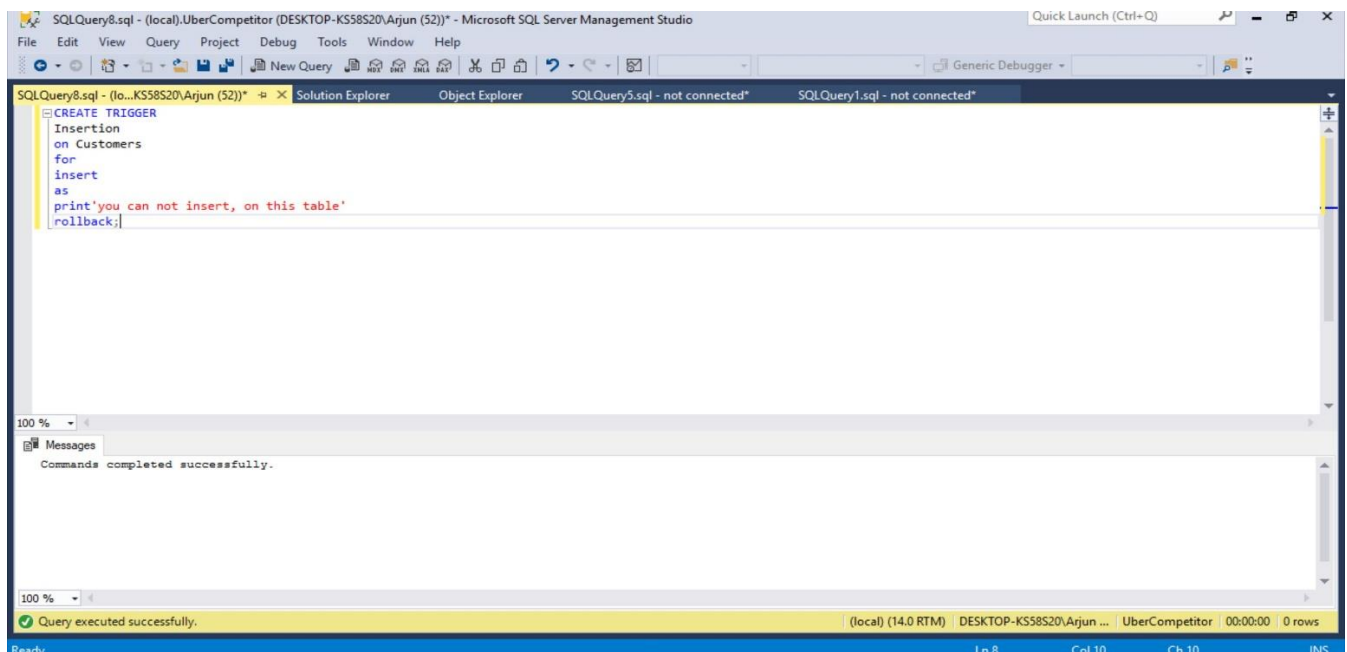 SQLQuery8.sql - (local).UberCompetitor (DESKTOP-KS58S20\Arjun (52))* - Microsoft SQL Server Management Studio
Quick Launch (Ctrl+Q)
File Edit View Query Project Debug Tools Window Help
New Query MDX DMX XMLA DAX Generic Debugger
SQLQuery8.sql - (lo...KS58S20\Arjun (52))* Solution Explorer Object Explorer SQLQuery5.sql - not connected* SQLQuery1.sql - not connected*
CREATE TRIGGER
Insertion
on Customers
for
insert
as
print'you can not insert, on this table'
rollback;
100 %
Messages
Commands completed successfully.
100 %
Query executed successfully. (local) (14.0 RTM) DESKTOP-KS58S20\Arjun ... UberCompetitor 00:00:00 0 rows
Ready Ln 8 Col 10 Ch 10 INS